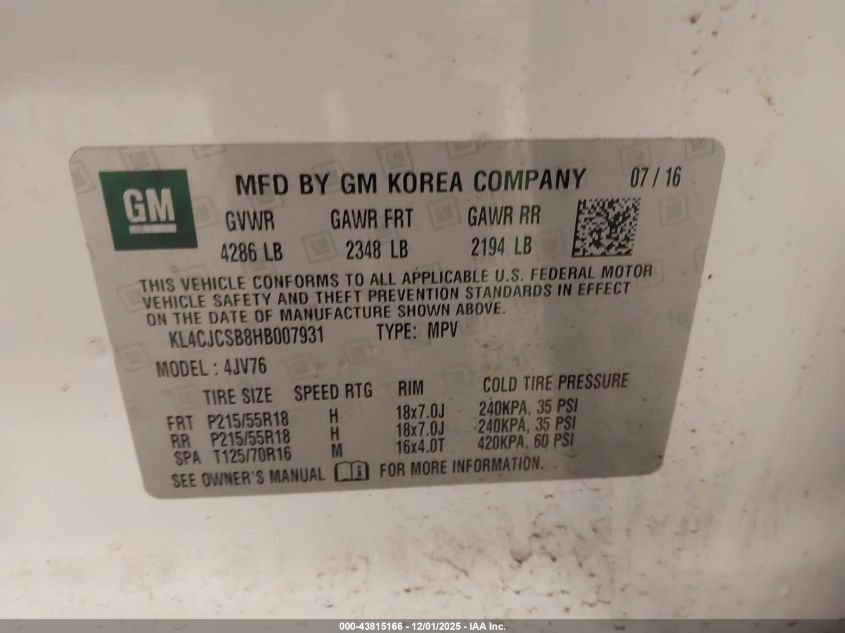 GM
MFD BY GM KOREA COMPANY 07 / 16
GVWR GAWR FRT GAWR RR
4286 LB 2348 LB 2194 LB
THIS VEHICLE CONFORMS TO ALL APPLICABLE U.S. FEDERAL MOTOR
VEHICLE SAFETY AND THEFT PREVENTION STANDARDS IN EFFECT
ON THE DATE OF MANUFACTURE SHOWN ABOVE.
KL4CJCSB8HB007931 TYPE: MPV
MODEL : 4JV76
TIRE SIZE SPEED RTG RIM COLD TIRE PRESSURE
FRT P215/55R18 H 18x7.0J 240KPA, 35 PSI
RR P215/55R18 H 18x7.0J 240KPA, 35 PSI
SPA T125/70R16 M 16x4.0T 420KPA, 60 PSI
SEE OWNER'S MANUAL FOR MORE INFORMATION.
000-43815166 - 12/01/2025 - IAA Inc.